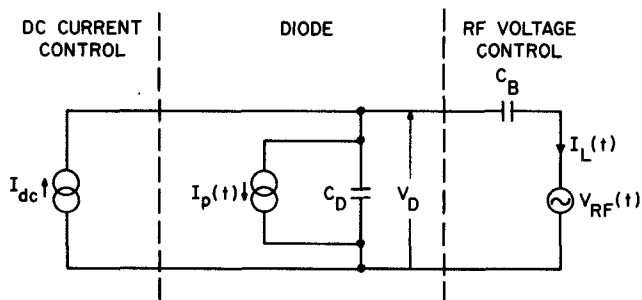 DC CURRENT
CONTROL
DIODE
RF VOLTAGE
CONTROL
C_B
I_L(t)
I_dc
I_p(t)
C_D
V_D
V_RF(t)